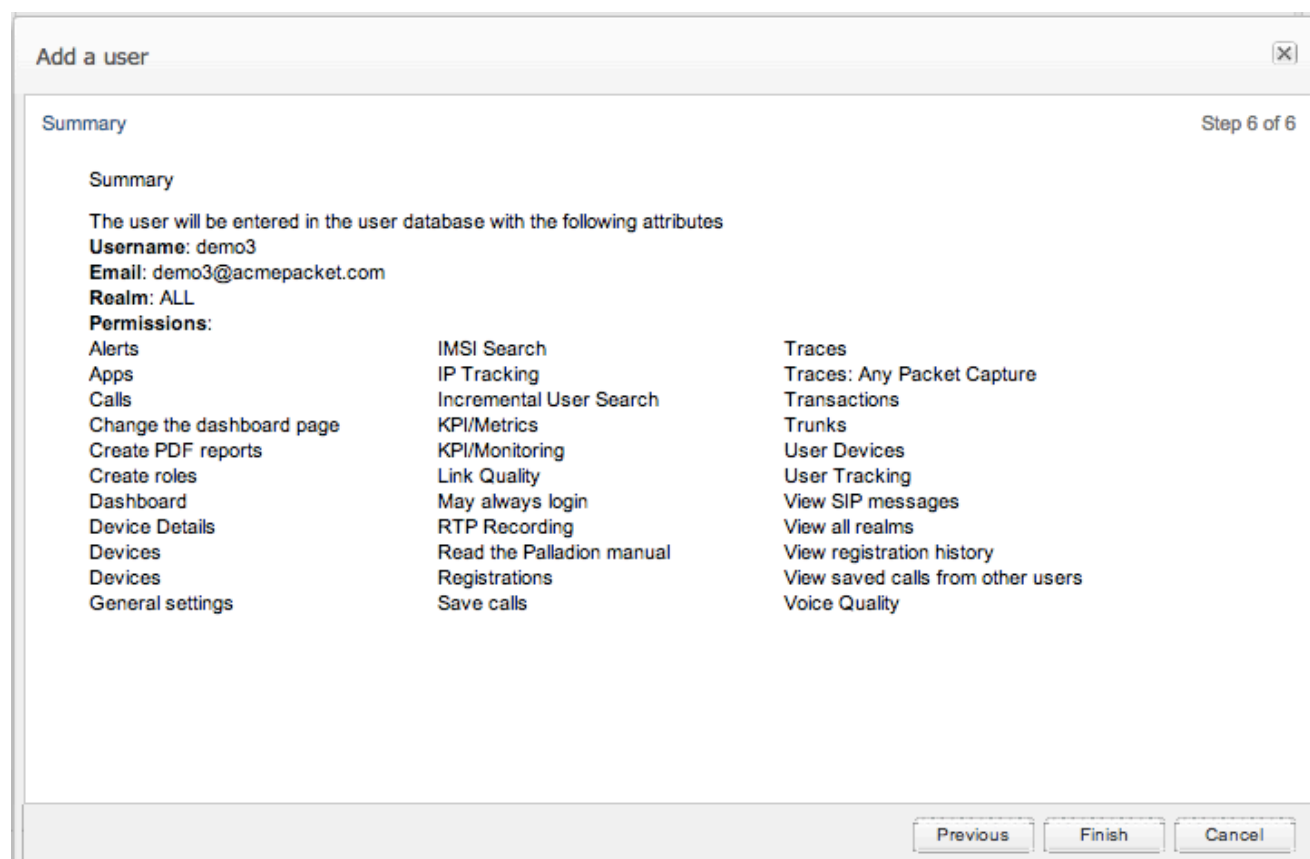 Add a user
Summary Step 6 of 6
Summary
The user will be entered in the user database with the following attributes
Username: demo3
Email: demo3@acmepacket.com
Realm: ALL
Permissions:
Alerts IMSI Search Traces
Apps IP Tracking Traces: Any Packet Capture
Calls Incremental User Search Transactions
Change the dashboard page KPI/Metrics Trunks
Create PDF reports KPI/Monitoring User Devices
Create roles Link Quality User Tracking
Dashboard May always login View SIP messages
Device Details RTP Recording View all realms
Devices Read the Palladion manual View registration history
Devices Registrations View saved calls from other users
General settings Save calls Voice Quality
Previous Finish Cancel